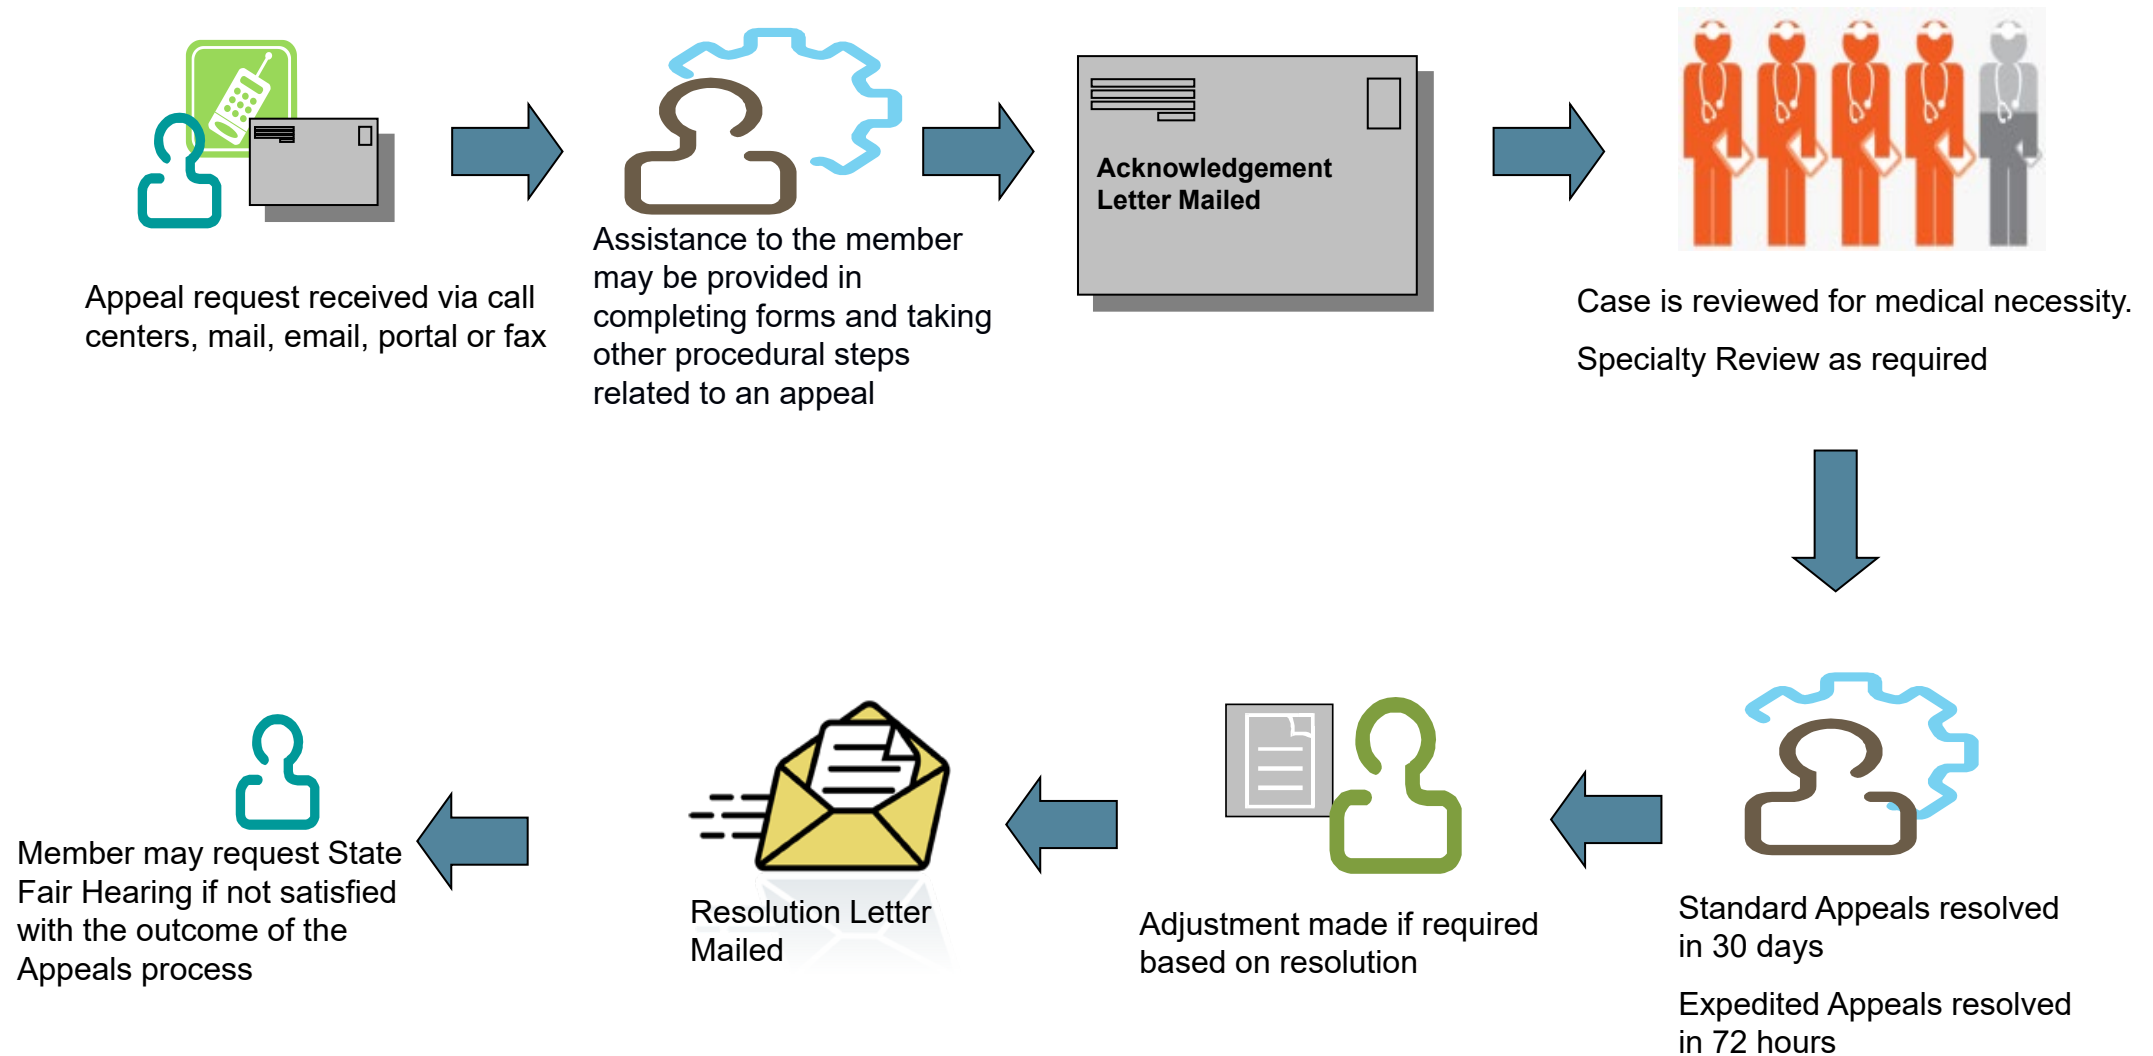 Appeal request received via call
centers, mail, email, portal or fax
Assistance to the member
may be provided in
completing forms and taking
other procedural steps
related to an appeal
Acknowledgement
Letter Mailed
Case is reviewed for medical necessity.
Specialty Review as required
Standard Appeals resolved
in 30 days
Expedited Appeals resolved
in 72 hours
Adjustment made if required
based on resolution
Resolution Letter
Mailed
Member may request State
Fair Hearing if not satisfied
with the outcome of the
Appeals process